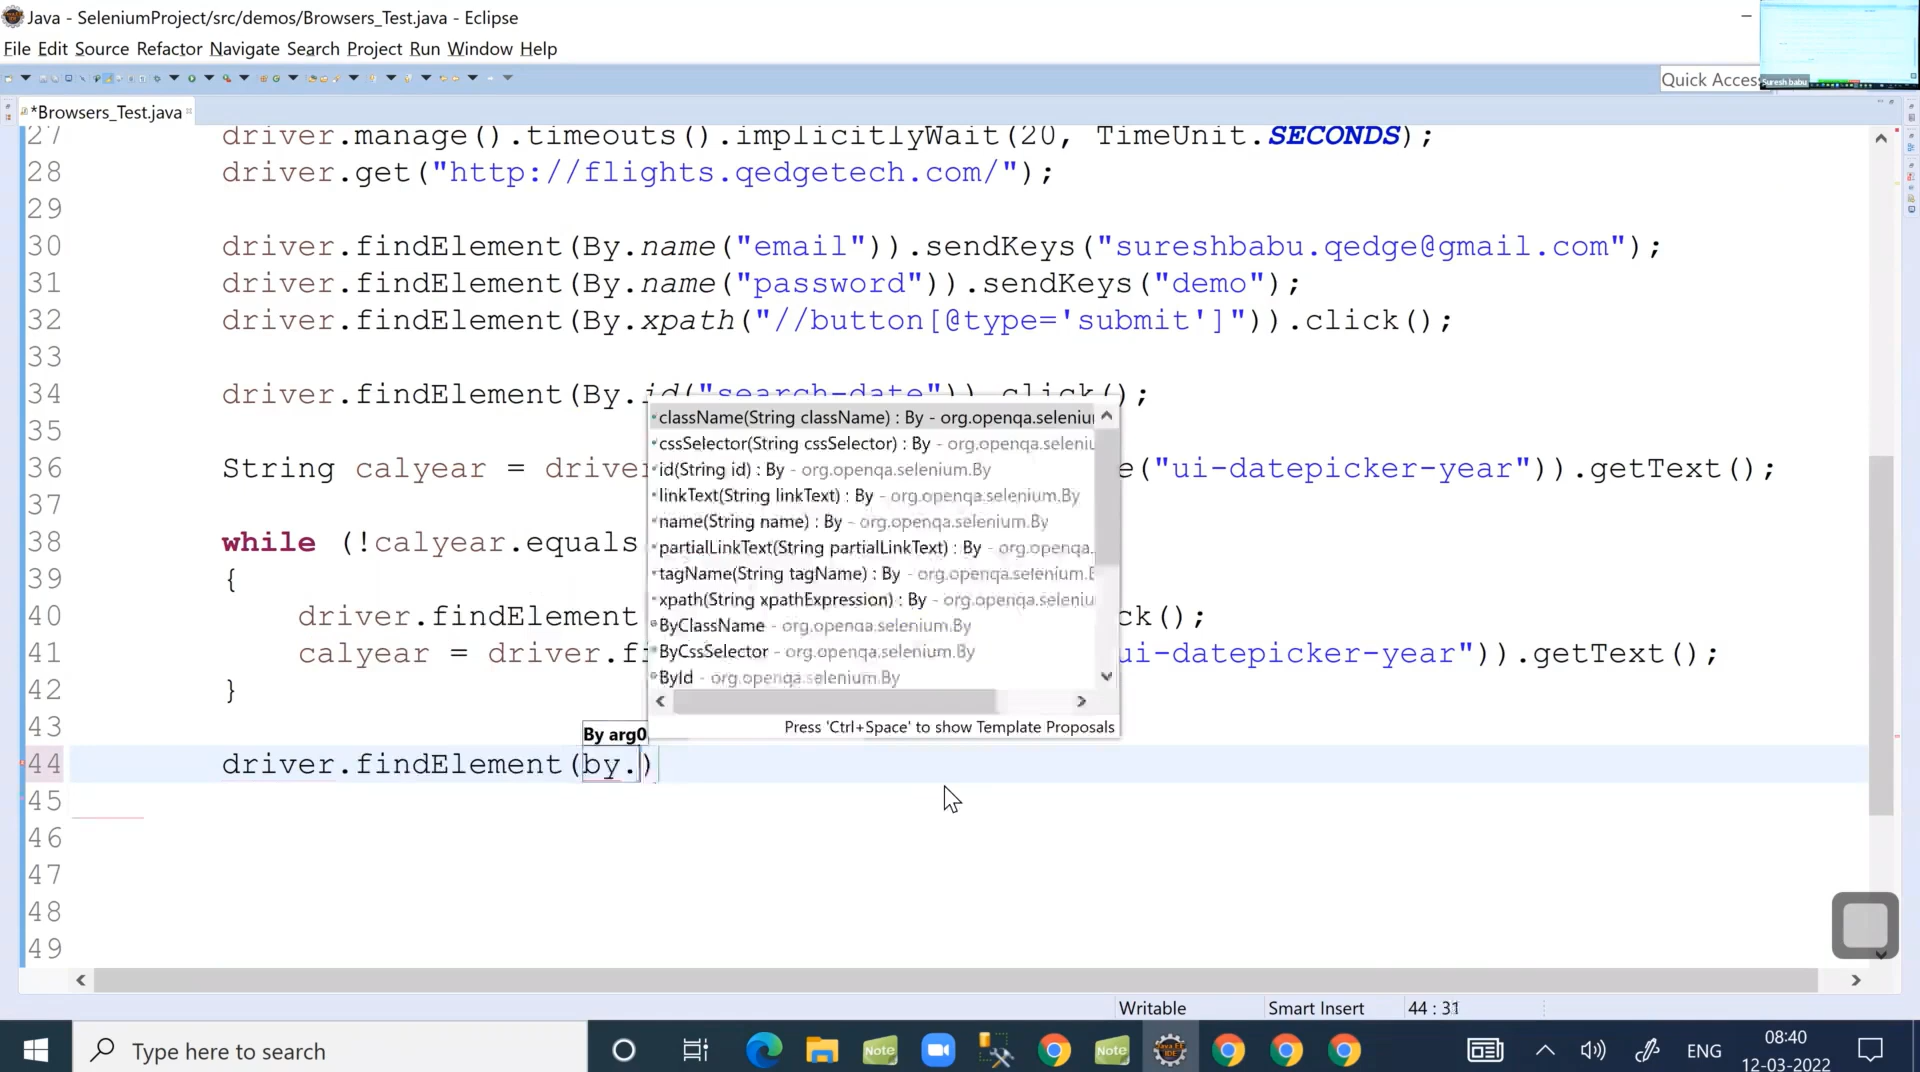 Java - SeleniumProject/src/demos/Browsers_Test.java - Eclipse
File Edit Source Refactor Navigate Search Project Run Window Help
Quick Access
Suresh babu
*Browsers_Test.java
27 driver.manage().timeouts().implicitlyWait(20, TimeUnit.SECONDS);
28 driver.get("http://flights.qedgetech.com/");
29
30 driver.findElement(By.name("email")).sendKeys("sureshbabu.qedge@gmail.com");
31 driver.findElement(By.name("password")).sendKeys("demo");
32 driver.findElement(By.xpath("//button[@type='submit']")).click();
33
34 driver.findElement(By.id("search-date")).click();
35
36 String calyear = driver e("ui-datepicker-year")).getText();
37
38 while (!calyear.equals
39 {
40 driver.findElement ck();
41 calyear = driver.fi ui-datepicker-year")).getText();
42 }
43
className(String className) : By - org.openqa.seleniu
cssSelector(String cssSelector) : By - org.openqa.seleniu
id(String id) : By - org.openqa.selenium.By
linkText(String linkText) : By - org.openqa.selenium.By
name(String name) : By - org.openqa.selenium.By
partialLinkText(String partialLinkText) : By - org.openqa.
tagName(String tagName) : By - org.openqa.selenium.B
xpath(String xpathExpression) : By - org.openqa.seleniu
ByClassName - org.openqa.selenium.By
ByCssSelector - org.openqa.selenium.By
ById - org.openqa.selenium.By
Press 'Ctrl+Space' to show Template Proposals
By arg0
44 driver.findElement(by.)
45
46
47
48
49
Writable Smart Insert 44 : 31
Type here to search
Note
Note
Java EE
IDE
ENG
08:40
12-03-2022